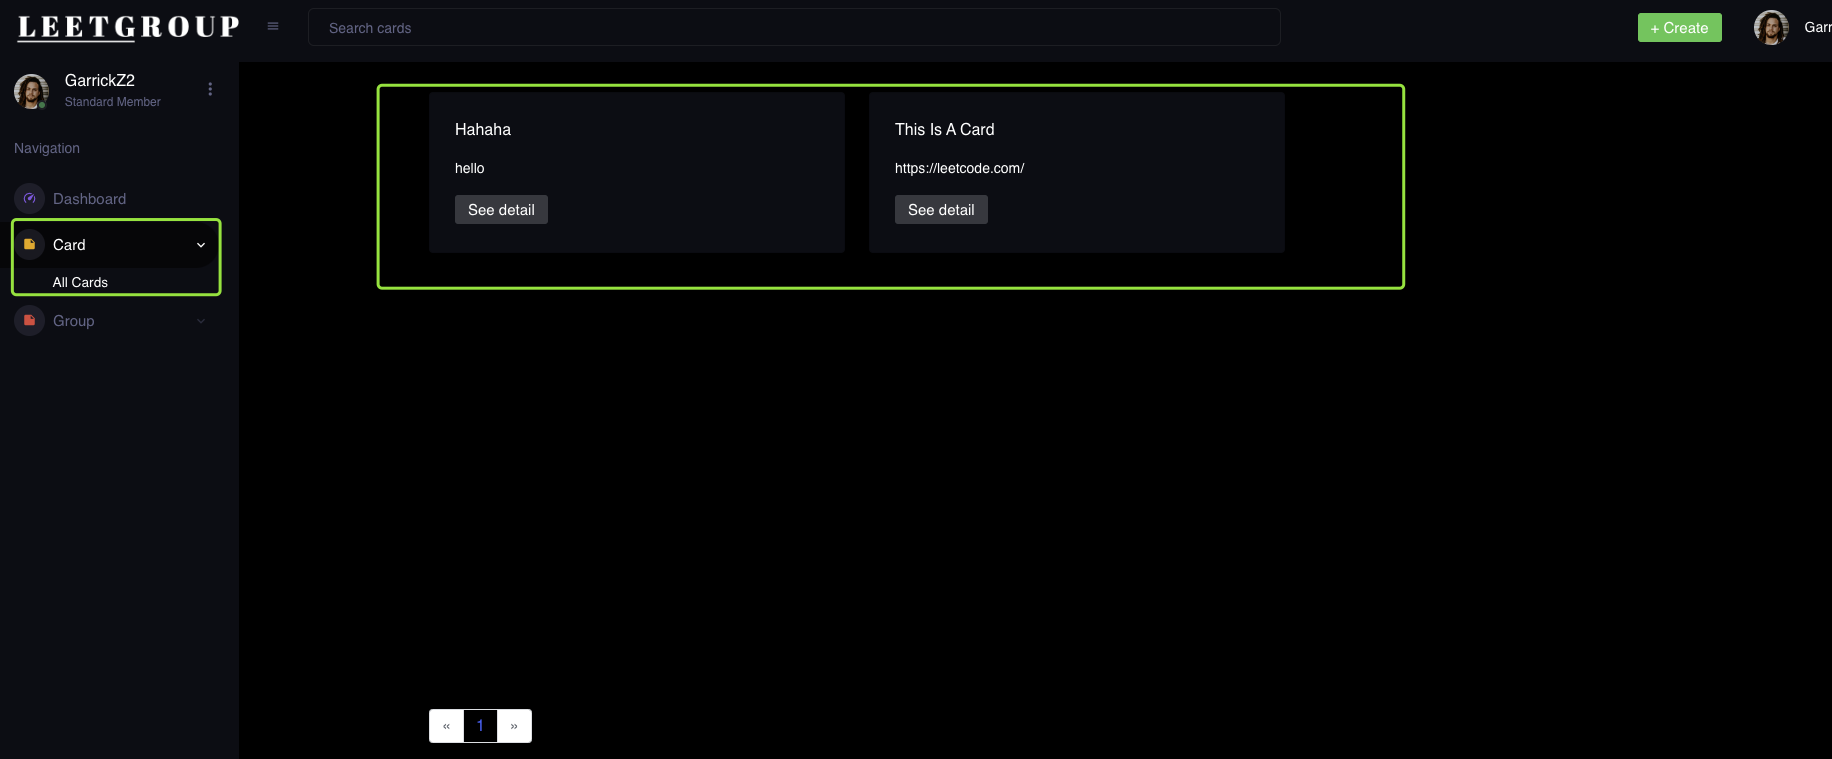 LEETGROUP
Search cards
+ Create
Garr
GarrickZ2
Standard Member
Navigation
Dashboard
Card
All Cards
Group
Hahaha
hello
See detail
This Is A Card
https://leetcode.com/
See detail
« 1 »